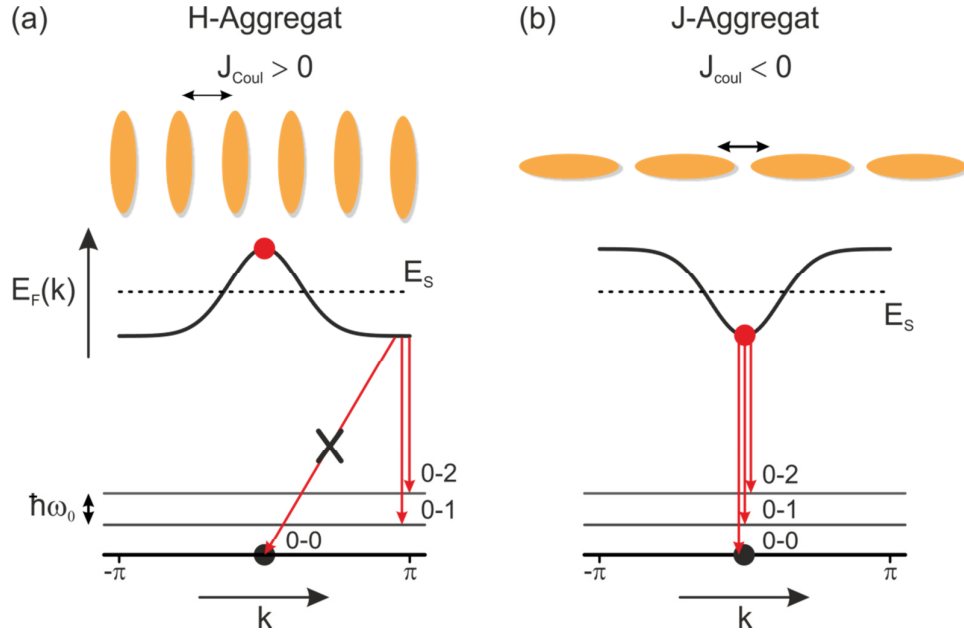 (a) H-Aggregat
J_Coul > 0
E_F(k)
E_S
0-2
0-1
0-0
ħω₀
-π π
k
(b) J-Aggregat
J_coul < 0
E_S
0-2
0-1
0-0
-π π
k